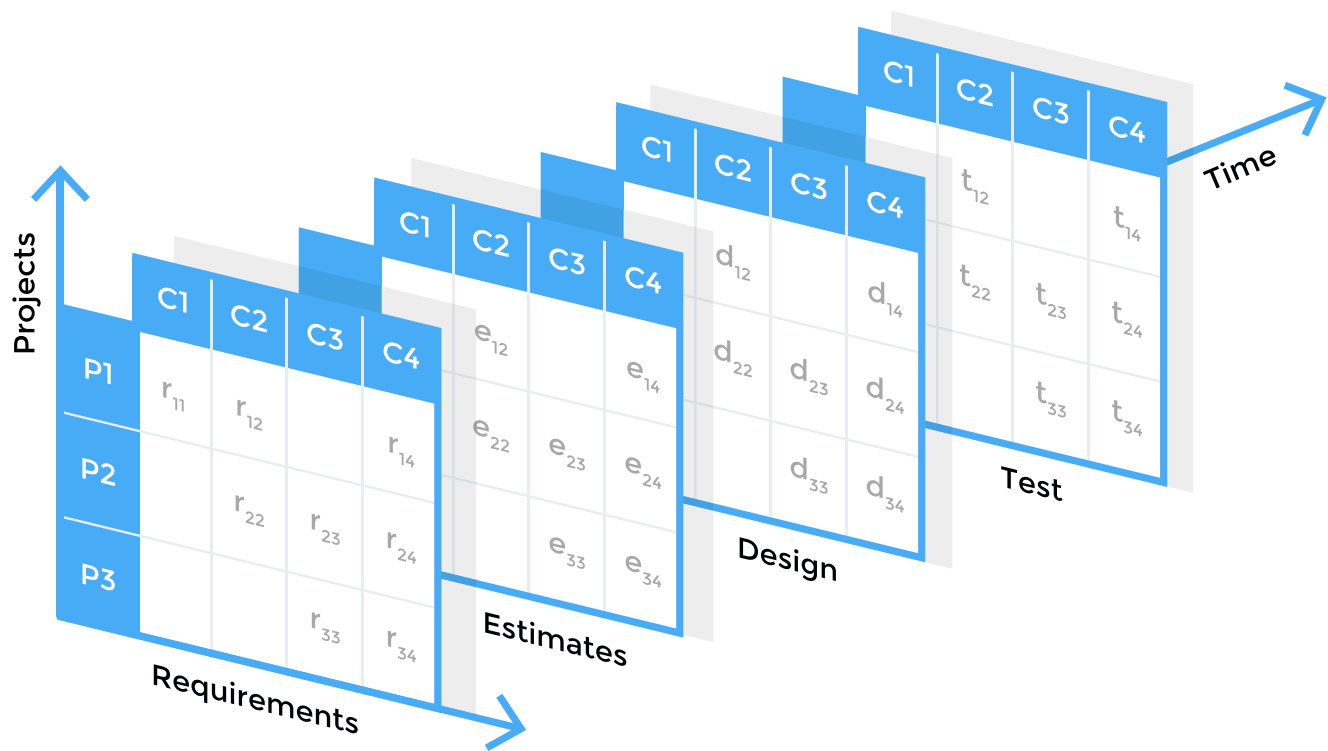 Projects
C1 C2 C3 C4
P1 r11 r12 r14
P2 r22 r23 r24
P3 r33 r34
Requirements
C1 C2 C3 C4
e12 e14
e22 e23 e24
e33 e34
Estimates
C1 C2 C3 C4
d12 d14
d22 d23 d24
d33 d34
Design
C1 C2 C3 C4
t12 t14
t22 t23 t24
t33 t34
Test
Time